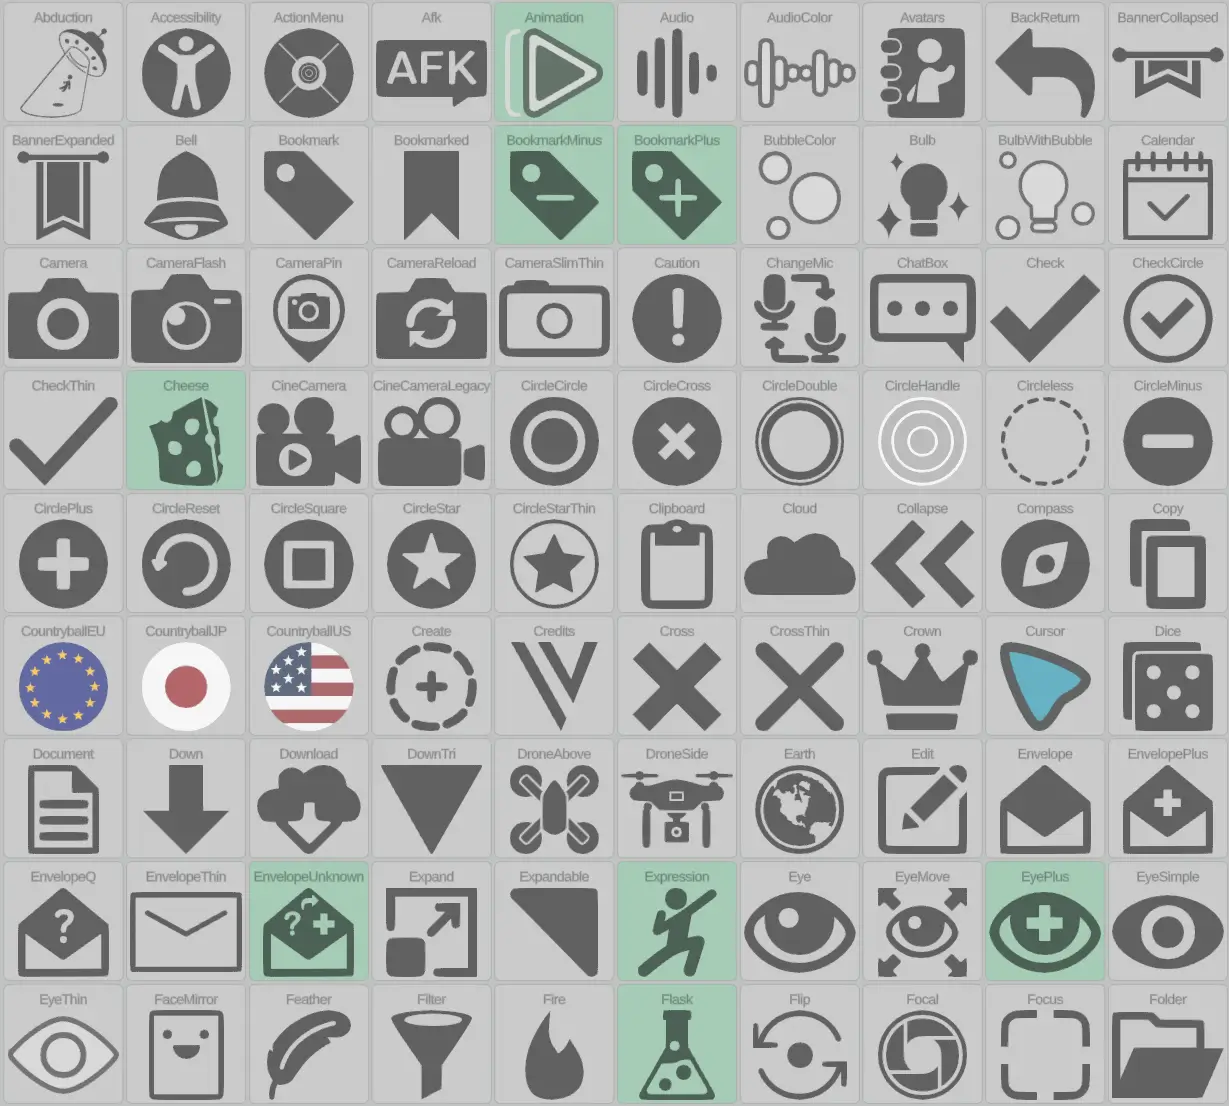 Abduction Accessibility ActionMenu Afk Animation Audio AudioColor Avatars BackReturn BannerCollapsed
AFK
BannerExpanded Bell Bookmark Bookmarked BookmarkMinus BookmarkPlus BubbleColor Bulb BulbWithBubble Calendar
Camera CameraFlash CameraPin CameraReload CameraSlimThin Caution ChangeMic ChatBox Check CheckCircle
CheckThin Cheese CineCamera CineCameraLegacy CircleCircle CircleCross CircleDouble CircleHandle Circleless CircleMinus
CirclePlus CircleReset CircleSquare CircleStar CircleStarThin Clipboard Cloud Collapse Compass Copy
CountryballEU CountryballJP CountryballUS Create Credits Cross CrossThin Crown Cursor Dice
Document Down Download DownTri DroneAbove DroneSide Earth Edit Envelope EnvelopePlus
EnvelopeQ EnvelopeThin EnvelopeUnknown Expand Expandable Expression Eye EyeMove EyePlus EyeSimple
EyeThin FaceMirror Feather Filter Fire Flask Flip Focal Focus Folder